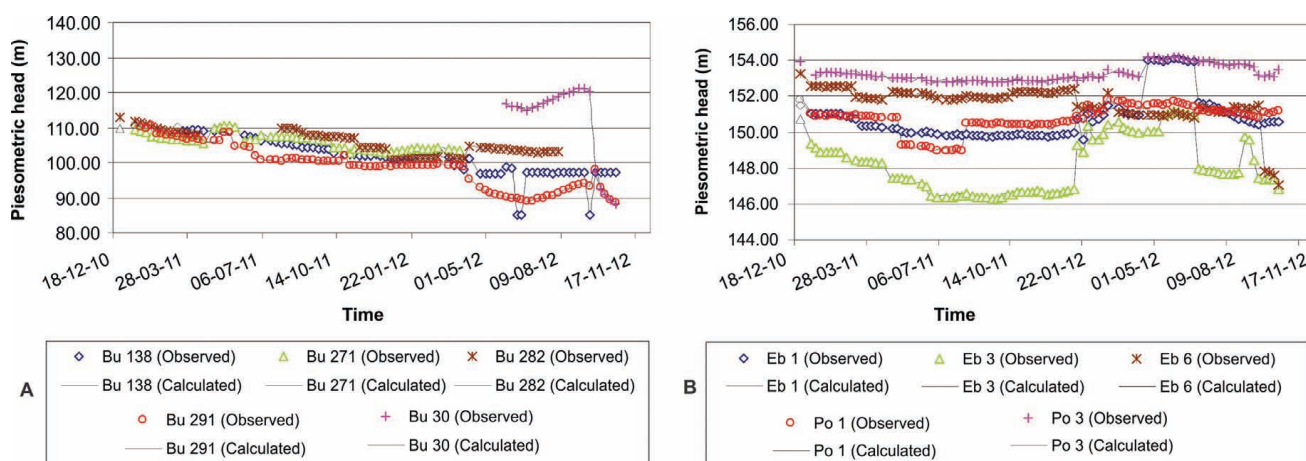 140.00
130.00
120.00
110.00
100.00
90.00
80.00
Piesometric head (m)
18-12-10
28-03-11
06-07-11
14-10-11
22-01-12
01-05-12
09-08-12
17-11-12
Time
Bu 138 (Observed)
Bu 271 (Observed)
Bu 282 (Observed)
Bu 138 (Calculated)
Bu 271 (Calculated)
Bu 282 (Calculated)
A
Bu 291 (Observed)
Bu 30 (Observed)
Bu 291 (Calculated)
Bu 30 (Calculated)
156.00
154.00
152.00
150.00
148.00
146.00
144.00
Piesometric head (m)
18-12-10
28-03-11
06-07-11
14-10-11
22-01-12
01-05-12
09-08-12
17-11-12
Time
Eb 1 (Observed)
Eb 3 (Observed)
Eb 6 (Observed)
Eb 1 (Calculated)
Eb 3 (Calculated)
Eb 6 (Calculated)
B
Po 1 (Observed)
Po 3 (Observed)
Po 1 (Calculated)
Po 3 (Calculated)